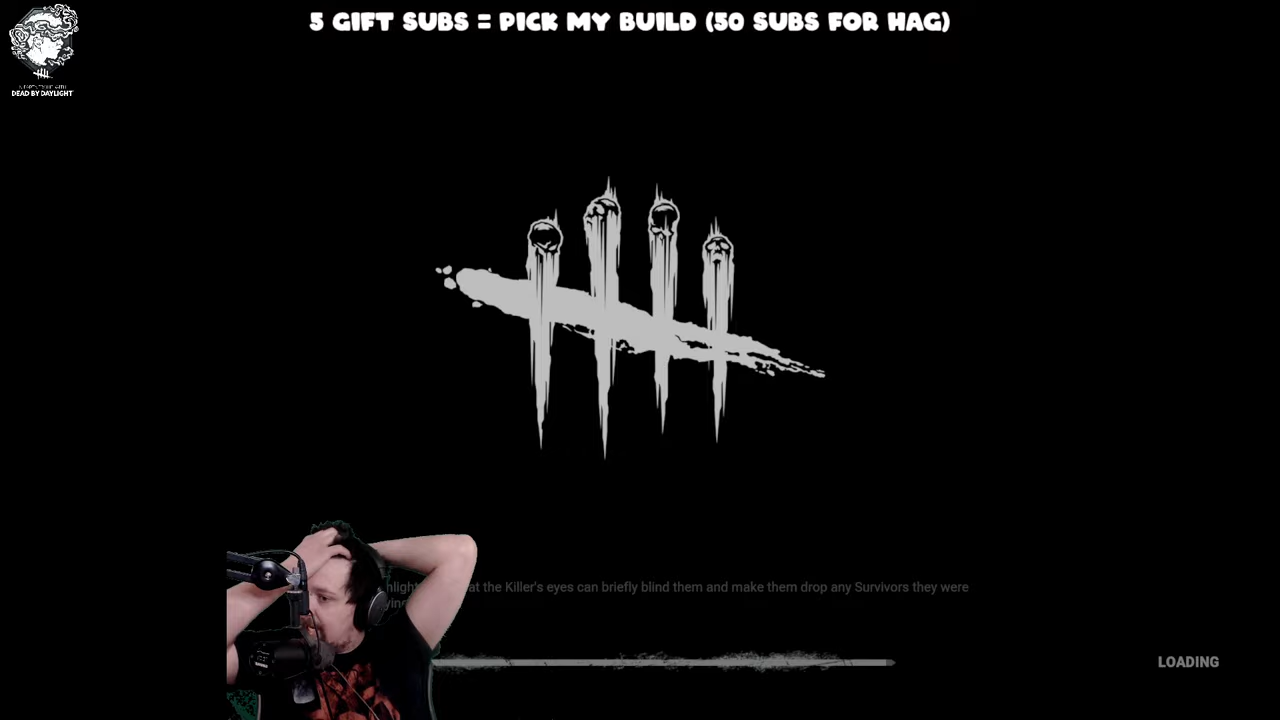 5 GIFT SUBS = PICK MY BUILD (50 SUBS FOR HAG)
DEAD BY DAYLIGHT
at the Killer's eyes can briefly blind them and make them drop any Survivors they were
LOADING